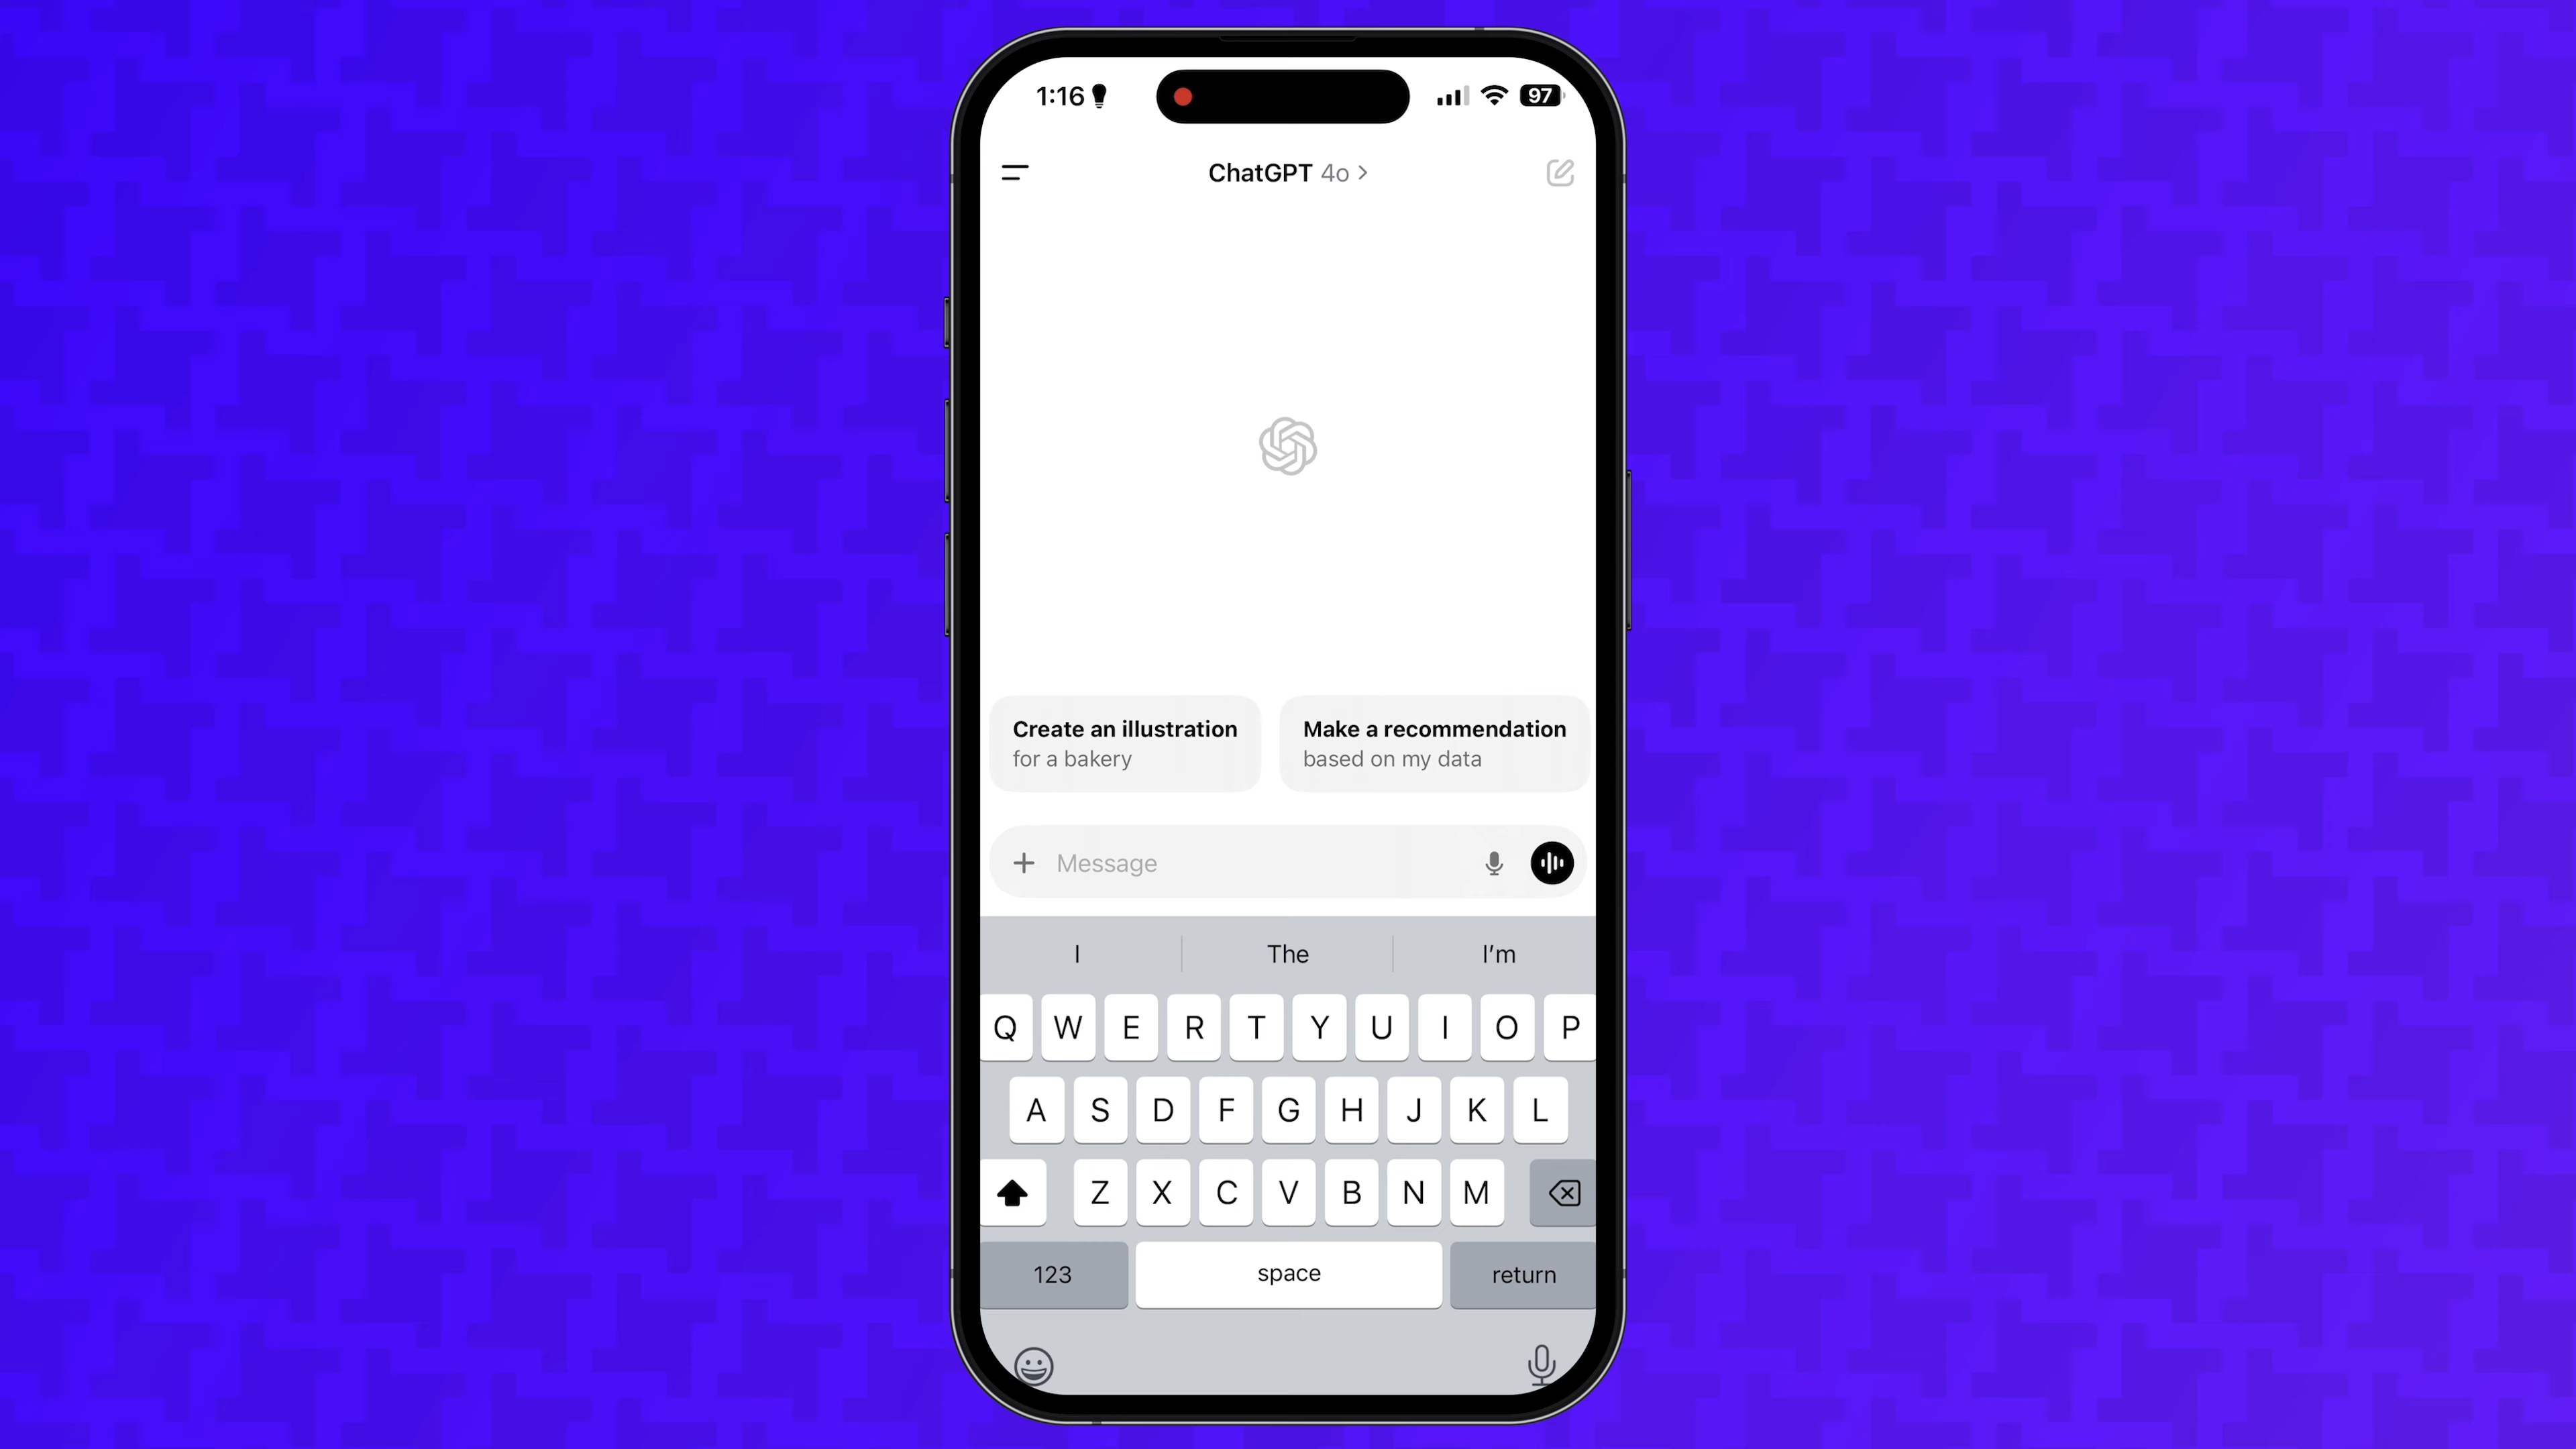 1:16 97
ChatGPT 4o
Create an illustration
for a bakery
Make a recommendation
based on my data
Message
I The I’m
Q W E R T Y U I O P
A S D F G H J K L
Z X C V B N M
123 space return